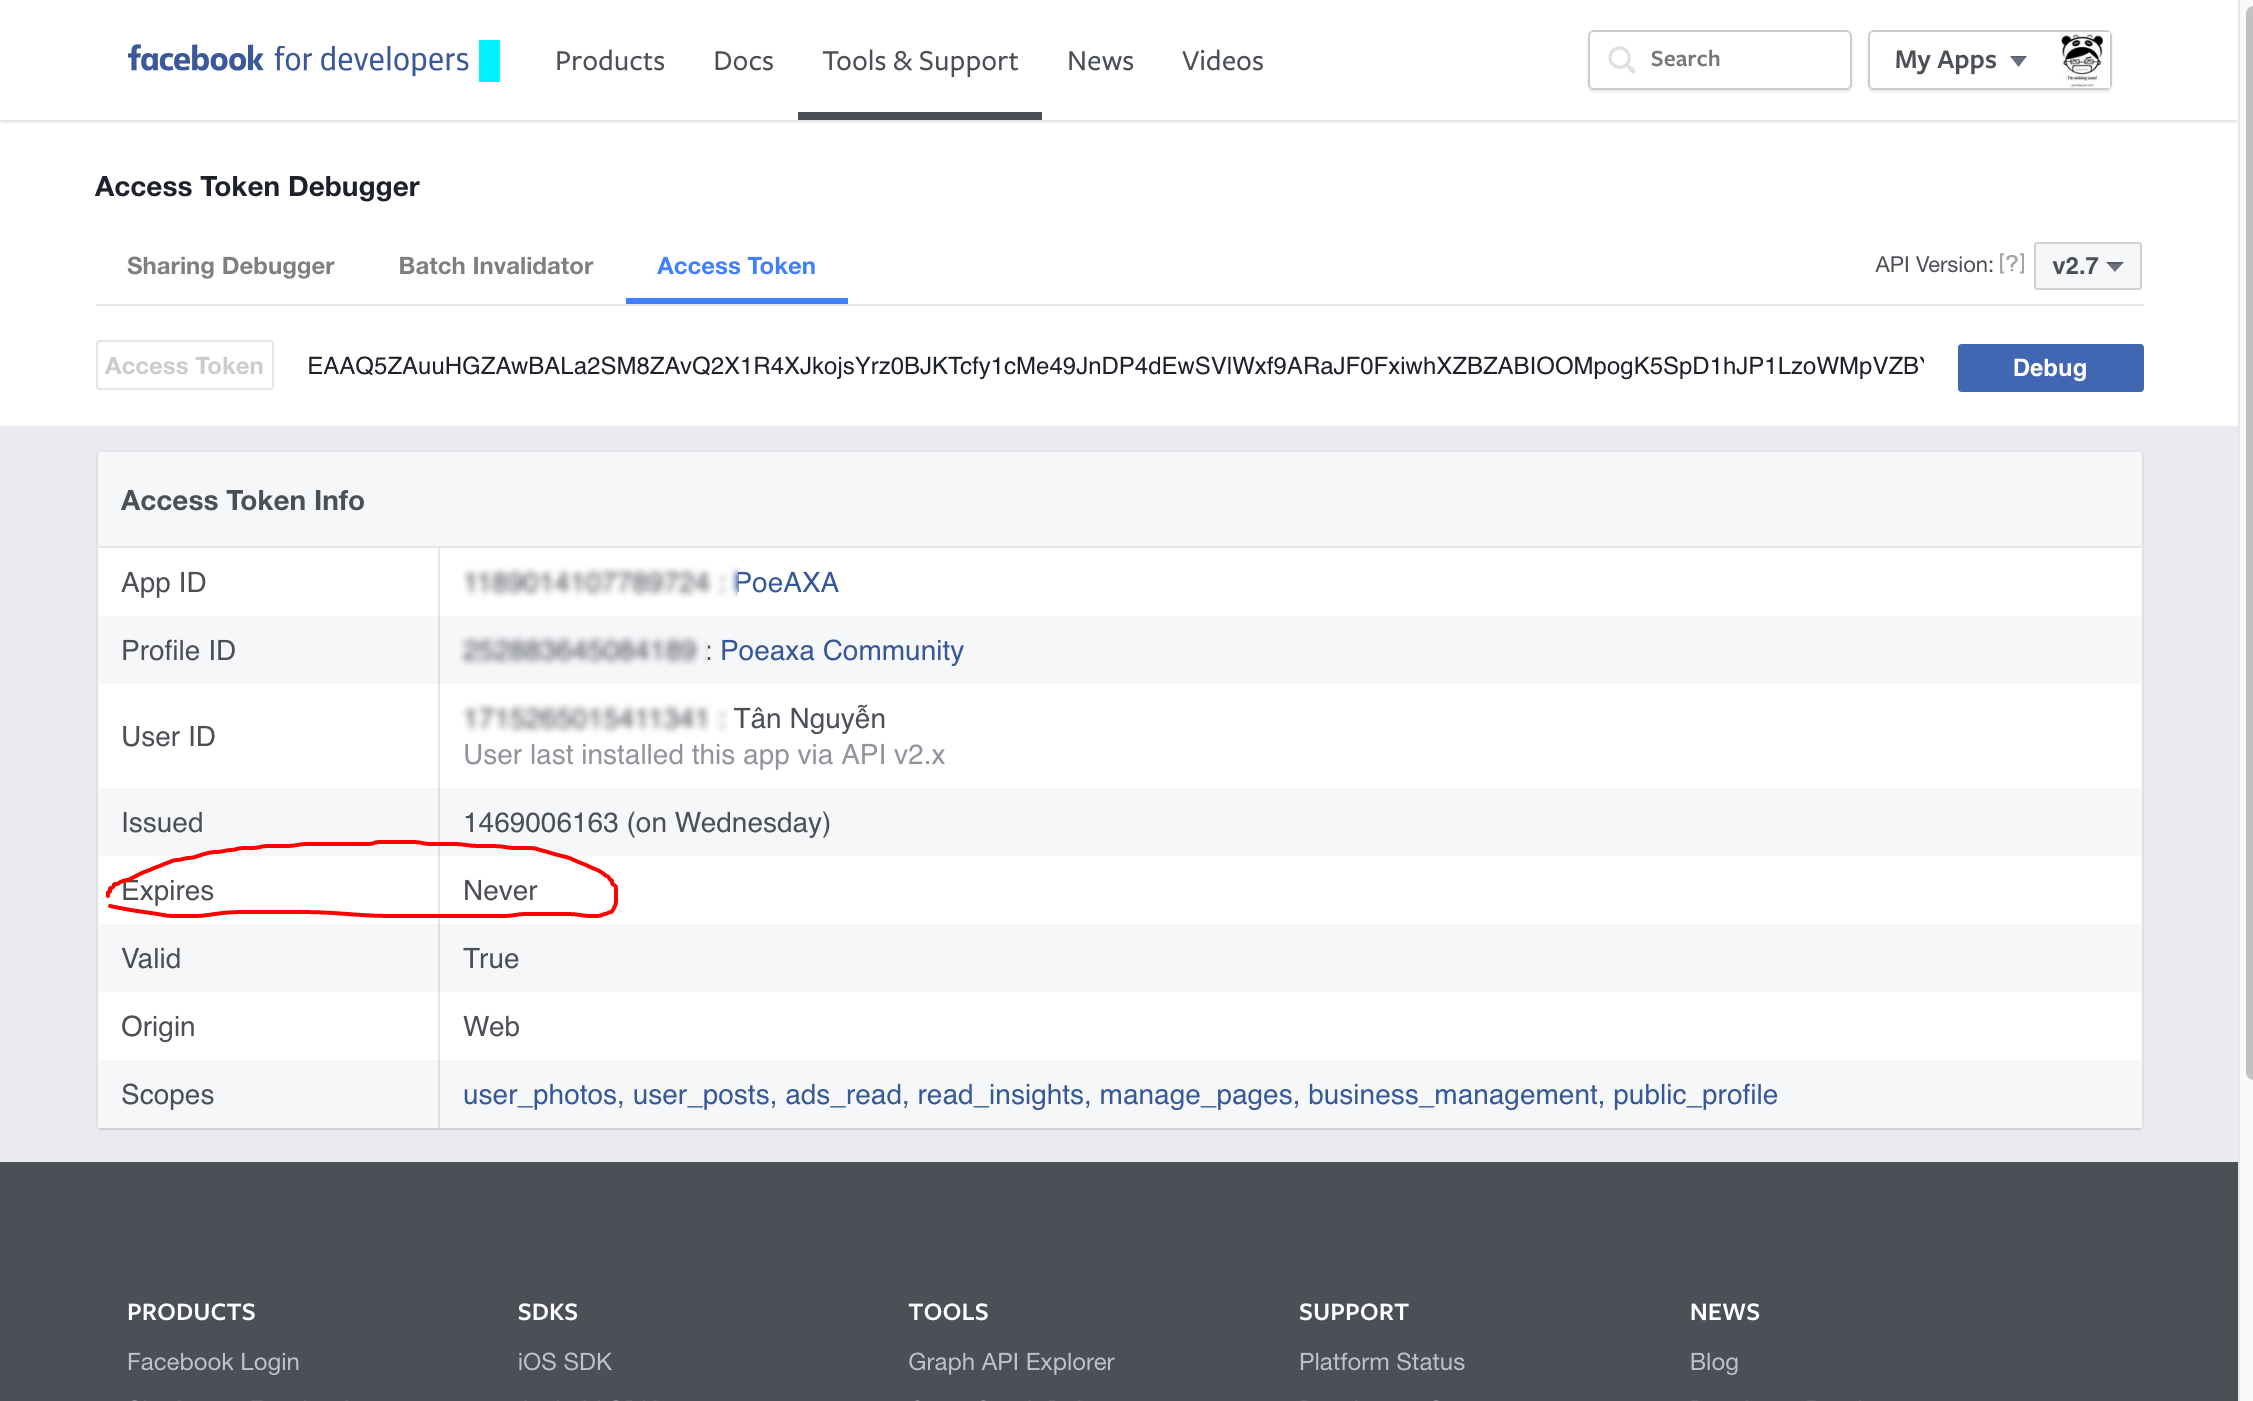 facebook for developers
Products
Docs
Tools & Support
News
Videos
Search
My Apps
Access Token Debugger
Sharing Debugger
Batch Invalidator
Access Token
API Version: [?]
v2.7
Access Token
EAAQ5ZAuuHGZAwBALa2SM8ZAvQ2X1R4XJkojsYrz0BJKTcfy1cMe49JnDP4dEwSVlWxf9ARaJF0FxiwhXZBZABIOOMpogK5SpD1hJP1LzoWMpVZB
Debug
Access Token Info
App ID
: PoeAXA
Profile ID
: Poeaxa Community
User ID
: Tân Nguyễn
User last installed this app via API v2.x
Issued
1469006163 (on Wednesday)
Expires
Never
Valid
True
Origin
Web
Scopes
user_photos, user_posts, ads_read, read_insights, manage_pages, business_management, public_profile
PRODUCTS
SDKS
TOOLS
SUPPORT
NEWS
Facebook Login
iOS SDK
Graph API Explorer
Platform Status
Blog